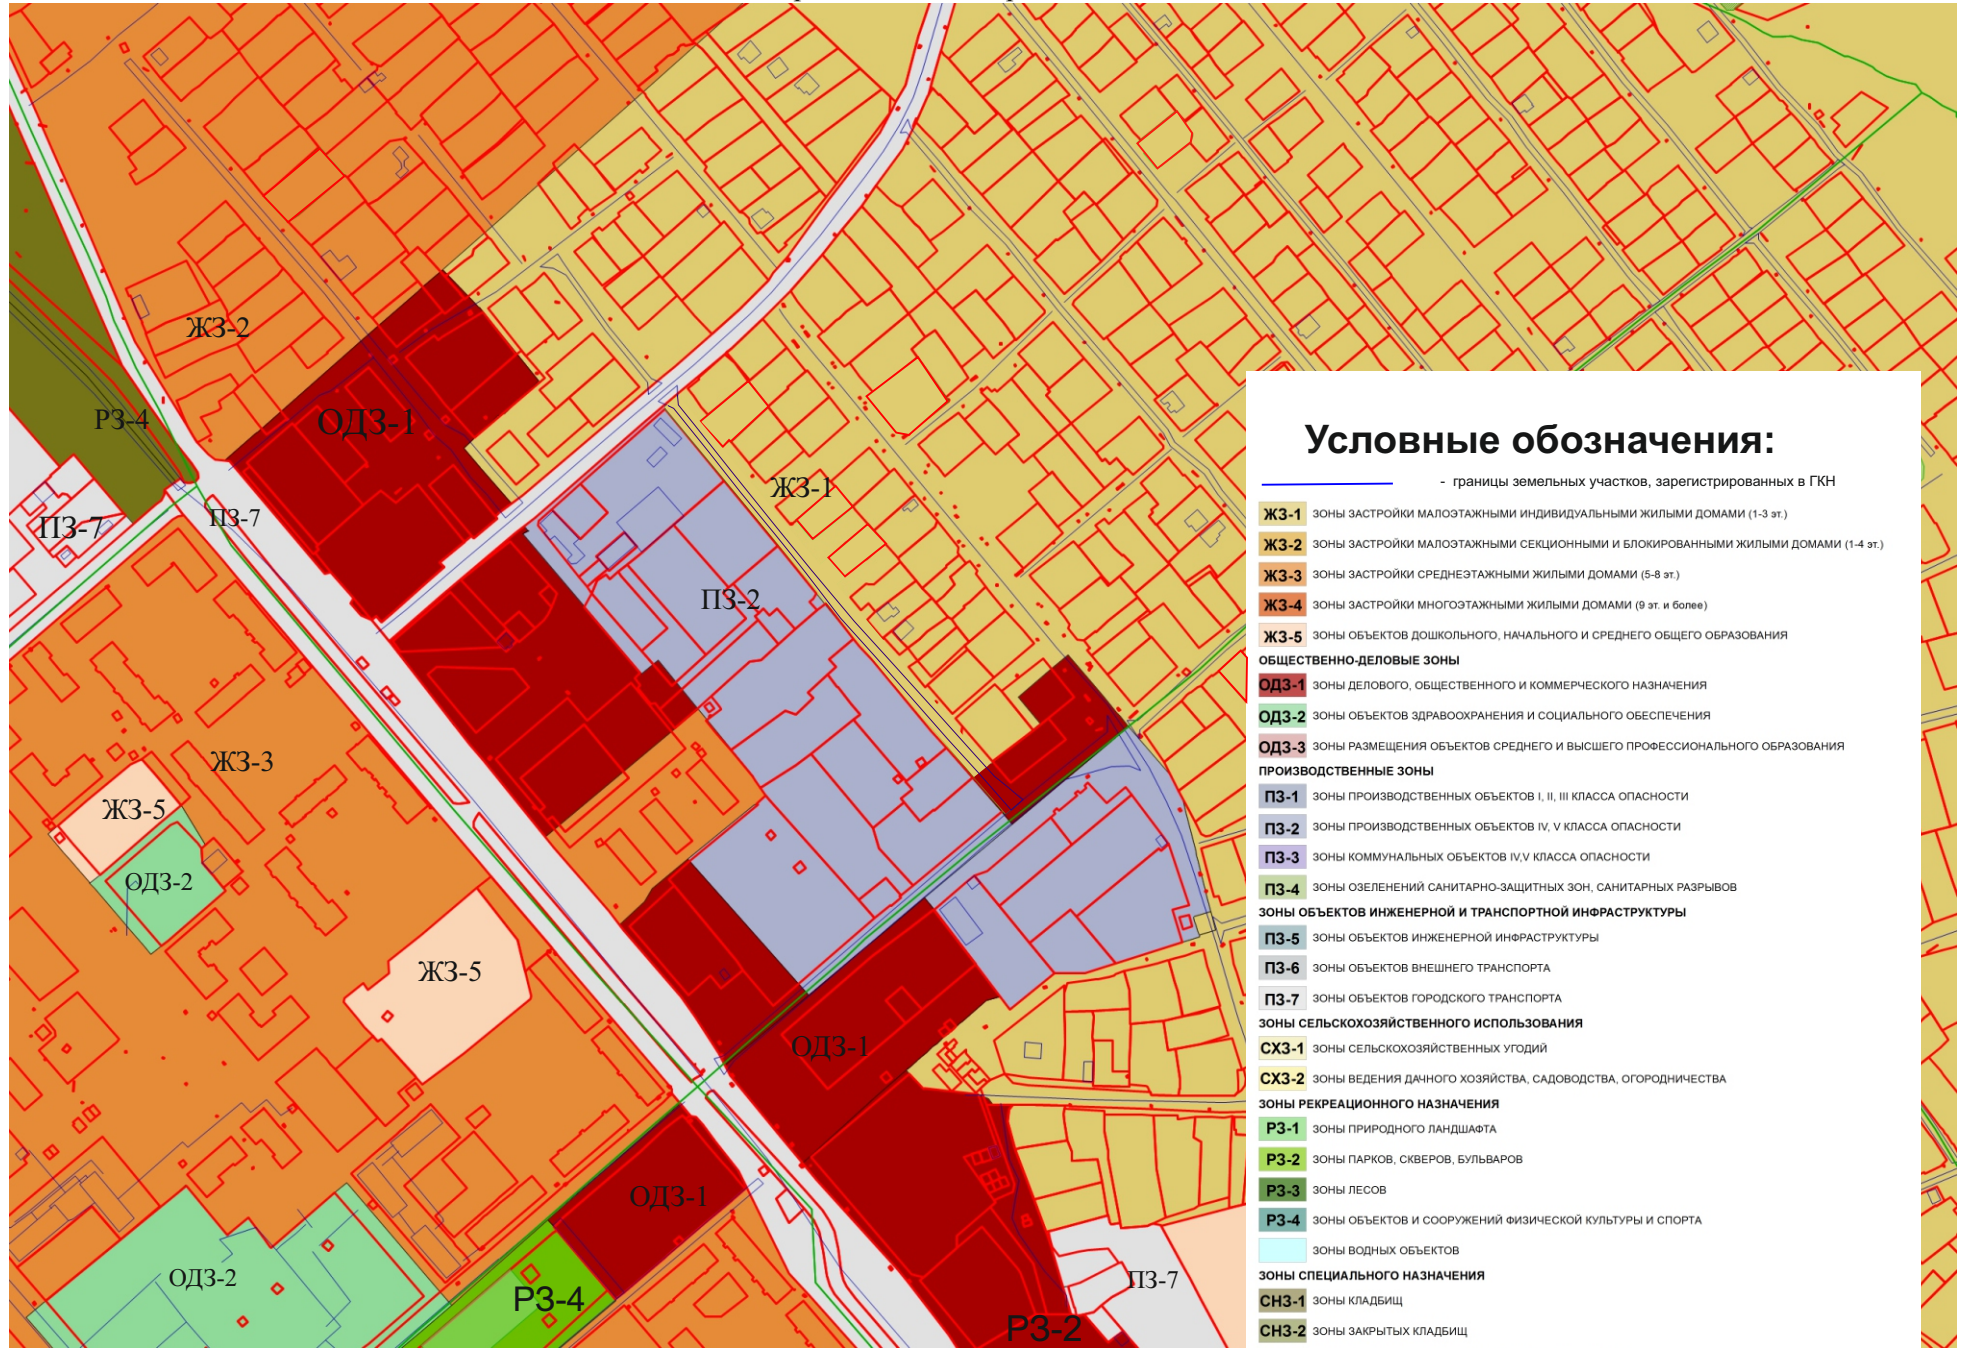 ЖЗ-2
РЗ-4
ОДЗ-1
ПЗ-7
ПЗ-7
ЖЗ-1
ПЗ-2
ЖЗ-3
ЖЗ-5
ОДЗ-2
ЖЗ-5
ОДЗ-1
ОДЗ-1
ОДЗ-2
РЗ-4
ПЗ-7
РЗ-2
Условные обозначения:
- границы земельных участков, зарегистрированных в ГКН
ЖЗ-1 ЗОНЫ ЗАСТРОЙКИ МАЛОЭТАЖНЫМИ ИНДИВИДУАЛЬНЫМИ ЖИЛЫМИ ДОМАМИ (1-3 эт.)
ЖЗ-2 ЗОНЫ ЗАСТРОЙКИ МАЛОЭТАЖНЫМИ СЕКЦИОННЫМИ И БЛОКИРОВАННЫМИ ЖИЛЫМИ ДОМАМИ (1-4 эт.)
ЖЗ-3 ЗОНЫ ЗАСТРОЙКИ СРЕДНЕЭТАЖНЫМИ ЖИЛЫМИ ДОМАМИ (5-8 эт.)
ЖЗ-4 ЗОНЫ ЗАСТРОЙКИ МНОГОЭТАЖНЫМИ ЖИЛЫМИ ДОМАМИ (9 эт. и более)
ЖЗ-5 ЗОНЫ ОБЪЕКТОВ ДОШКОЛЬНОГО, НАЧАЛЬНОГО И СРЕДНЕГО ОБЩЕГО ОБРАЗОВАНИЯ
ОБЩЕСТВЕННО-ДЕЛОВЫЕ ЗОНЫ
ОДЗ-1 ЗОНЫ ДЕЛОВОГО, ОБЩЕСТВЕННОГО И КОММЕРЧЕСКОГО НАЗНАЧЕНИЯ
ОДЗ-2 ЗОНЫ ОБЪЕКТОВ ЗДРАВООХРАНЕНИЯ И СОЦИАЛЬНОГО ОБЕСПЕЧЕНИЯ
ОДЗ-3 ЗОНЫ РАЗМЕЩЕНИЯ ОБЪЕКТОВ СРЕДНЕГО И ВЫСШЕГО ПРОФЕССИОНАЛЬНОГО ОБРАЗОВАНИЯ
ПРОИЗВОДСТВЕННЫЕ ЗОНЫ
ПЗ-1 ЗОНЫ ПРОИЗВОДСТВЕННЫХ ОБЪЕКТОВ I, II, III КЛАССА ОПАСНОСТИ
ПЗ-2 ЗОНЫ ПРОИЗВОДСТВЕННЫХ ОБЪЕКТОВ IV, V КЛАССА ОПАСНОСТИ
ПЗ-3 ЗОНЫ КОММУНАЛЬНЫХ ОБЪЕКТОВ IV,V КЛАССА ОПАСНОСТИ
ПЗ-4 ЗОНЫ ОЗЕЛЕНЕНИЙ САНИТАРНО-ЗАЩИТНЫХ ЗОН, САНИТАРНЫХ РАЗРЫВОВ
ЗОНЫ ОБЪЕКТОВ ИНЖЕНЕРНОЙ И ТРАНСПОРТНОЙ ИНФРАСТРУКТУРЫ
ПЗ-5 ЗОНЫ ОБЪЕКТОВ ИНЖЕНЕРНОЙ ИНФРАСТРУКТУРЫ
ПЗ-6 ЗОНЫ ОБЪЕКТОВ ВНЕШНЕГО ТРАНСПОРТА
ПЗ-7 ЗОНЫ ОБЪЕКТОВ ГОРОДСКОГО ТРАНСПОРТА
ЗОНЫ СЕЛЬСКОХОЗЯЙСТВЕННОГО ИСПОЛЬЗОВАНИЯ
СХЗ-1 ЗОНЫ СЕЛЬСКОХОЗЯЙСТВЕННЫХ УГОДИЙ
СХЗ-2 ЗОНЫ ВЕДЕНИЯ ДАЧНОГО ХОЗЯЙСТВА, САДОВОДСТВА, ОГОРОДНИЧЕСТВА
ЗОНЫ РЕКРЕАЦИОННОГО НАЗНАЧЕНИЯ
РЗ-1 ЗОНЫ ПРИРОДНОГО ЛАНДШАФТА
РЗ-2 ЗОНЫ ПАРКОВ, СКВЕРОВ, БУЛЬВАРОВ
РЗ-3 ЗОНЫ ЛЕСОВ
РЗ-4 ЗОНЫ ОБЪЕКТОВ И СООРУЖЕНИЙ ФИЗИЧЕСКОЙ КУЛЬТУРЫ И СПОРТА
ЗОНЫ ВОДНЫХ ОБЪЕКТОВ
ЗОНЫ СПЕЦИАЛЬНОГО НАЗНАЧЕНИЯ
СНЗ-1 ЗОНЫ КЛАДБИЩ
СНЗ-2 ЗОНЫ ЗАКРЫТЫХ КЛАДБИЩ